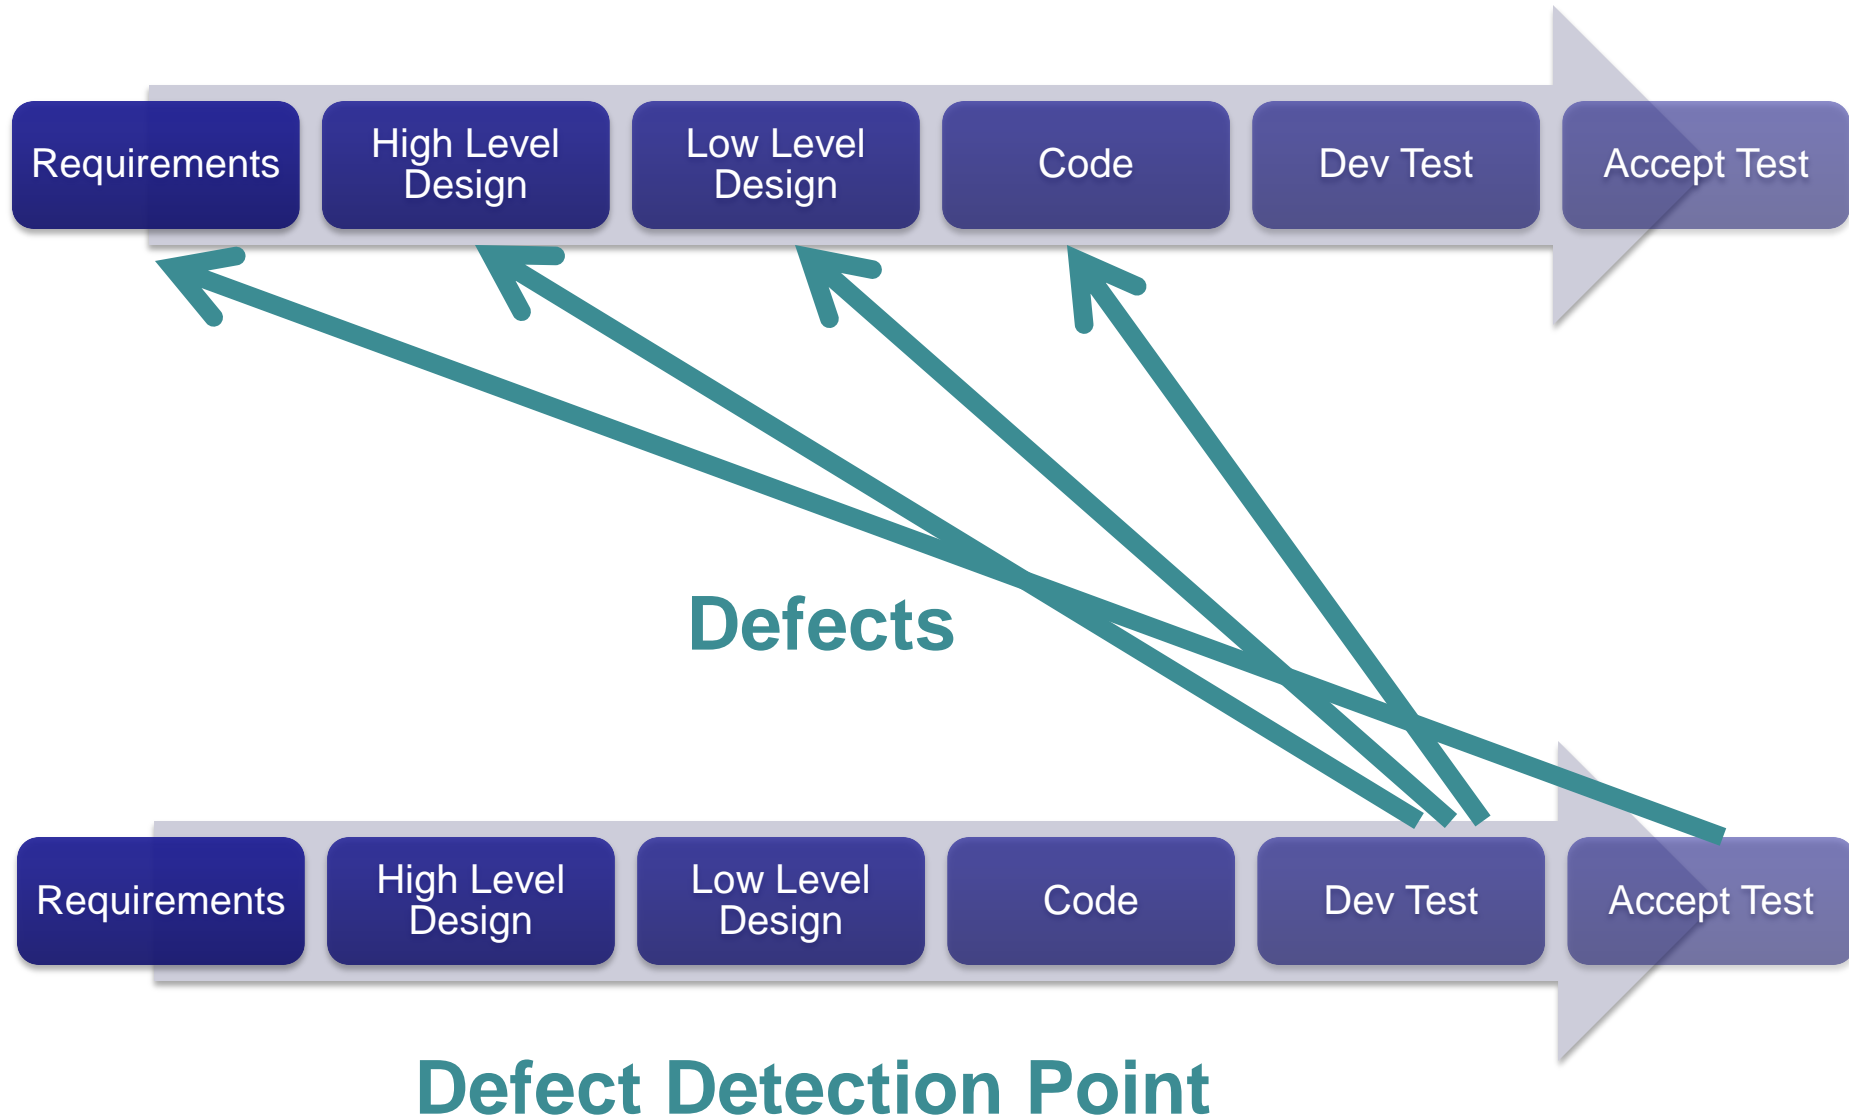 Requirements
High Level
Design
Low Level
Design
Code
Dev Test
Accept Test
Defects
Requirements
High Level
Design
Low Level
Design
Code
Dev Test
Accept Test
Defect Detection Point